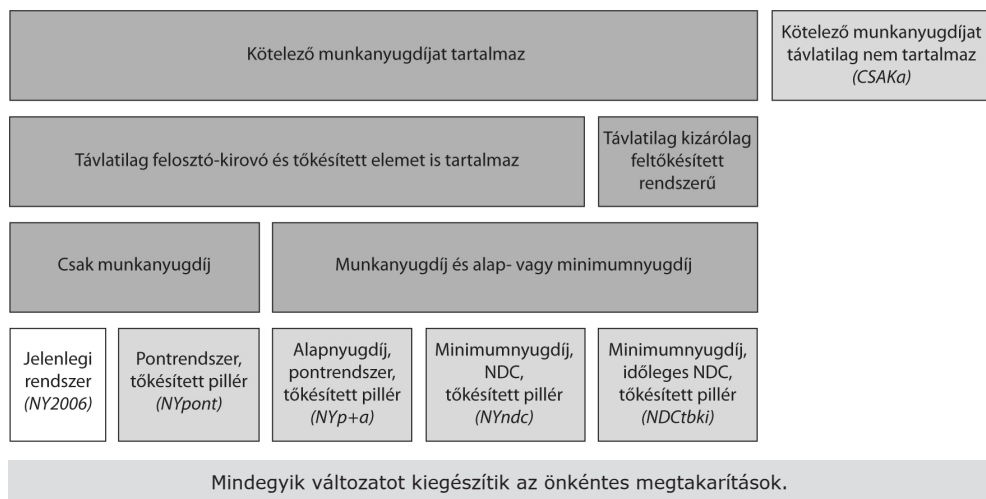 Kötelező munkanyugdíjat tartalmaz
Kötelező munkanyugdíjat
távlatilag nem tartalmaz
(CSAKa)
Távlatilag felosztó-kirovó és tőkésített elemet is tartalmaz
Távlatilag kizárólag
feltőkésített
rendszerű
Csak munkanyugdíj
Munkanyugdíj és alap- vagy minimumnyugdíj
Jelenlegi
rendszer
(NY2006)
Pontrendszer,
tőkésített pillér
(NYpont)
Alapnyugdíj,
pontrendszer,
tőkésített pillér
(NYp+a)
Minimumnyugdíj,
NDC,
tőkésített pillér
(NYndc)
Minimumnyugdíj,
időleges NDC,
tőkésített pillér
(NDCtbki)
Mindegyik változatot kiegészítik az önkéntes megtakarítások.